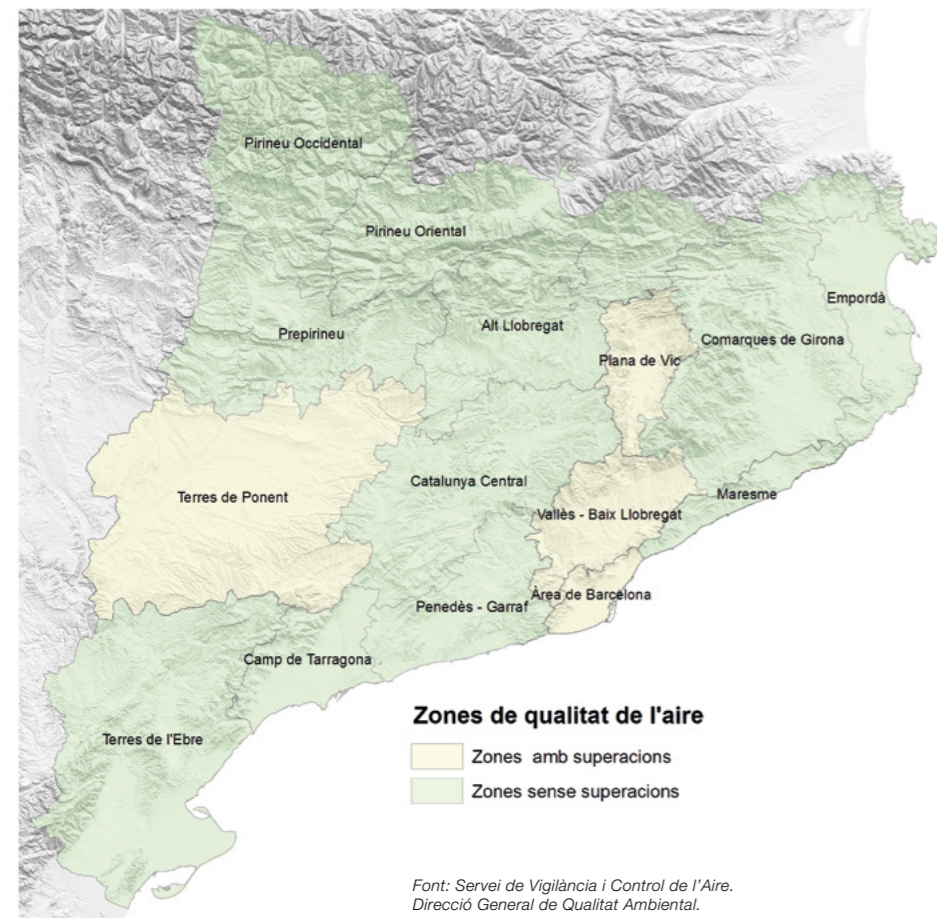 Pirineu Occidental
Pirineu Oriental
Empordà
Alt Llobregat
Prepirineu
Comarques de Girona
Plana de Vic
Catalunya Central
Maresme
Terres de Ponent
Vallès - Baix Llobregat
Àrea de Barcelona
Penedès - Garraf
Camp de Tarragona
Terres de l'Ebre
Zones de qualitat de l'aire
Zones amb superacions
Zones sense superacions
Font: Servei de Vigilància i Control de l'Aire.
Direcció General de Qualitat Ambiental.